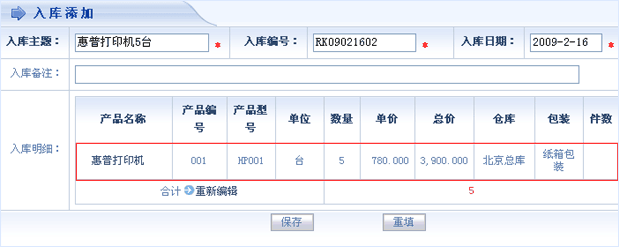 入库添加
入库主题： 惠普打印机5台 * 入库编号： RK09021602 * 入库日期： 2009-2-16 *
入库备注：
产品名称 产品编号 产品型号 单位 数量 单价 总价 仓库 包装 件数
入库明细：
惠普打印机 001 HP001 台 5 780.000 3,900.000 北京总库 纸箱包装
合计 重新编辑 5
保存 重填